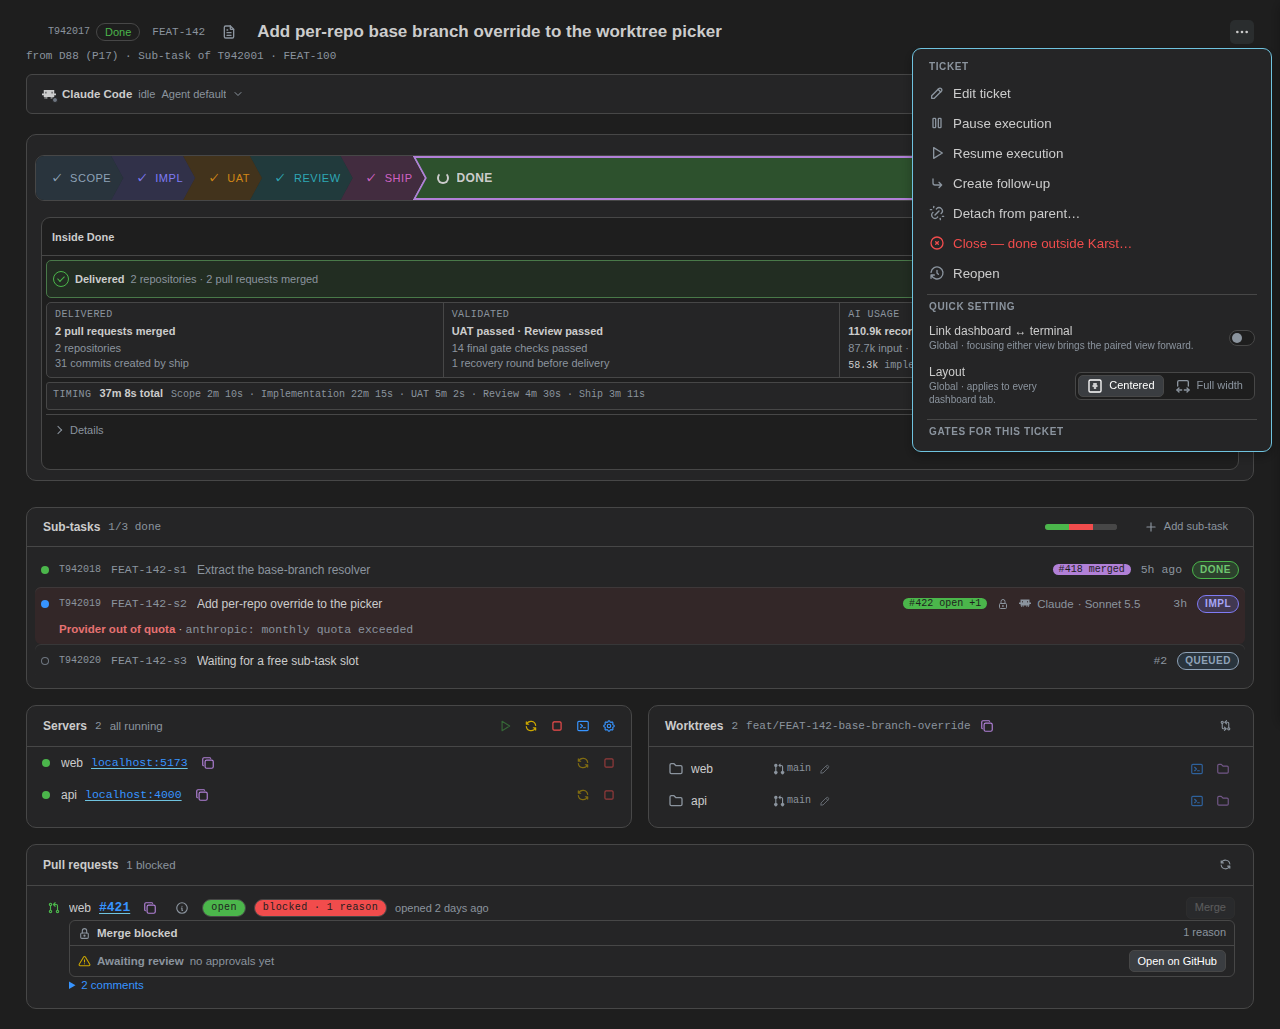 T942017 Done FEAT-142 Add per-repo base branch override to the worktree picker
from D88 (P17) · Sub-task of T942001 · FEAT-100
Claude Code idle Agent default
SCOPE IMPL UAT REVIEW SHIP DONE
Inside Done
Delivered 2 repositories · 2 pull requests merged
DELIVERED
2 pull requests merged
2 repositories
31 commits created by ship
VALIDATED
UAT passed · Review passed
14 final gate checks passed
1 recovery round before delivery
AI USAGE
110.9k
87.7k input ·
58.3k
TIMING 37m 8s total Scope 2m 10s · Implementation 22m 15s · UAT 5m 2s · Review 4m 30s · Ship 3m 11s
Details
TICKET
Edit ticket
Pause execution
Resume execution
Create follow-up
Detach from parent…
Close — done outside Karst…
Reopen
QUICK SETTING
Link dashboard ↔ terminal
Global · focusing either view brings the paired view forward.
Layout
Global · applies to every
dashboard tab.
Centered Full width
GATES FOR THIS TICKET
Sub-tasks 1/3 done Add sub-task
T942018 FEAT-142-s1 Extract the base-branch resolver #418 merged 5h ago DONE
T942019 FEAT-142-s2 Add per-repo override to the picker #422 open +1 Claude · Sonnet 5.5 3h IMPL
Provider out of quota · anthropic: monthly quota exceeded
T942020 FEAT-142-s3 Waiting for a free sub-task slot #2 QUEUED
Servers 2 all running
web localhost:5173
api localhost:4000
Worktrees 2 feat/FEAT-142-base-branch-override
web main
api main
Pull requests 1 blocked
web #421 open blocked · 1 reason opened 2 days ago Merge
Merge blocked 1 reason
Awaiting review no approvals yet Open on GitHub
2 comments